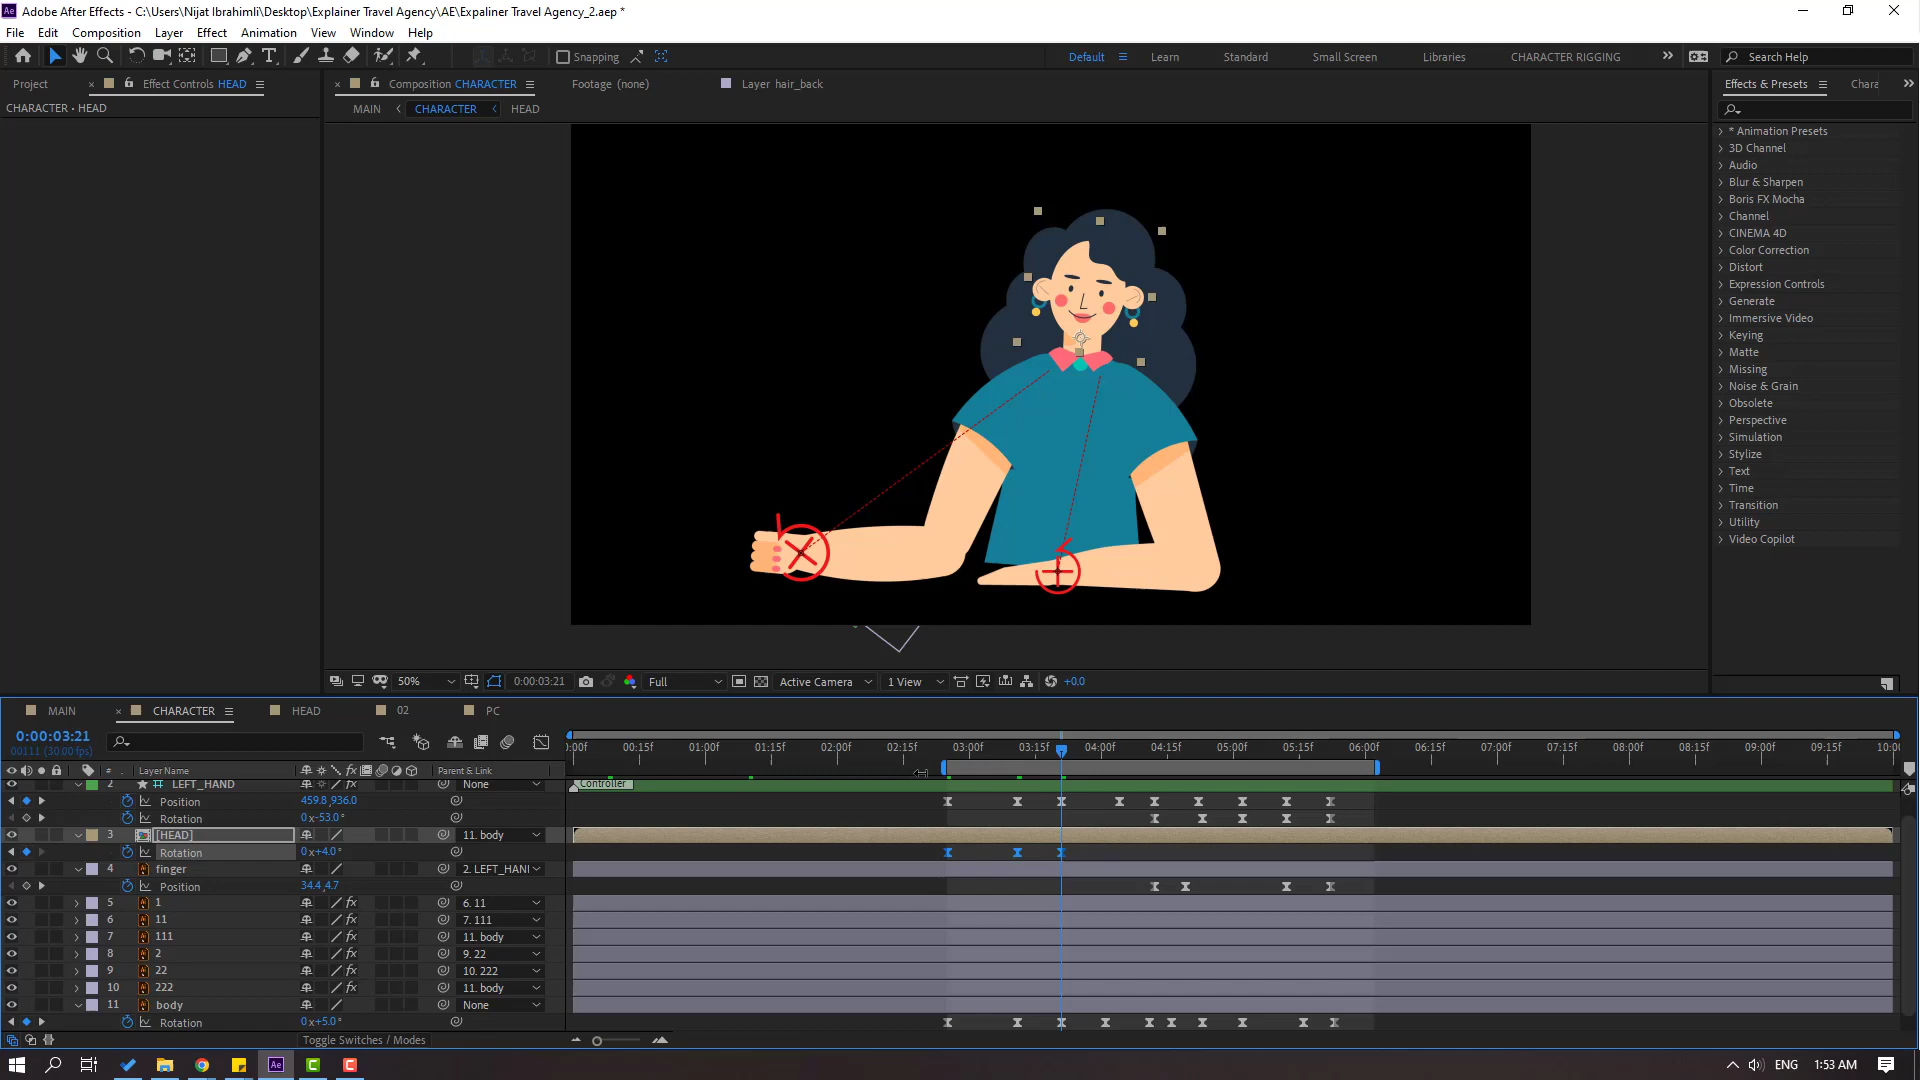 Adobe After Effects - C:\Users\Nijat Ibrahimli\Desktop\Explainer Travel Agency\AE\Expaliner Travel Agency_2.aep *
File Edit Composition Layer Effect Animation View Window Help
Snapping Default Learn Standard Small Screen Libraries CHARACTER RIGGING Search Help
Project Effect Controls HEAD Composition CHARACTER Footage (none) Layer hair_back Effects & Presets Chara
CHARACTER • HEAD
MAIN CHARACTER HEAD
* Animation Presets
3D Channel
Audio
Blur & Sharpen
Boris FX Mocha
Channel
CINEMA 4D
Color Correction
Distort
Expression Controls
Generate
Immersive Video
Keying
Matte
Missing
Noise & Grain
Obsolete
Perspective
Simulation
Stylize
Text
Time
Transition
Utility
Video Copilot
50% 0:00:03:21 Full Active Camera 1 View +0.0
MAIN CHARACTER HEAD 02 PC
0:00:03:21
00111 (30.00 fps)
:00f 00:15f 01:00f 01:15f 02:00f 02:15f 03:00f 03:15f 04:00f 04:15f 05:00f 05:15f 06:00f 06:15f 07:00f 07:15f 08:00f 08:15f 09:00f 09:15f 10:00
# Layer Name Parent & Link
2 LEFT_HAND None Controller
Position 459.8,936.0
Rotation 0x-53.0°
3 [HEAD] 11. body
Rotation 0x+4.0°
4 finger 2. LEFT_HANI
Position 34.4,4.7
5 1 6. 11
6 11 7. 111
7 111 11. body
8 2 9. 22
9 22 10. 222
10 222 11. body
11 body None
Rotation 0x+5.0°
Toggle Switches / Modes
ENG 1:53 AM